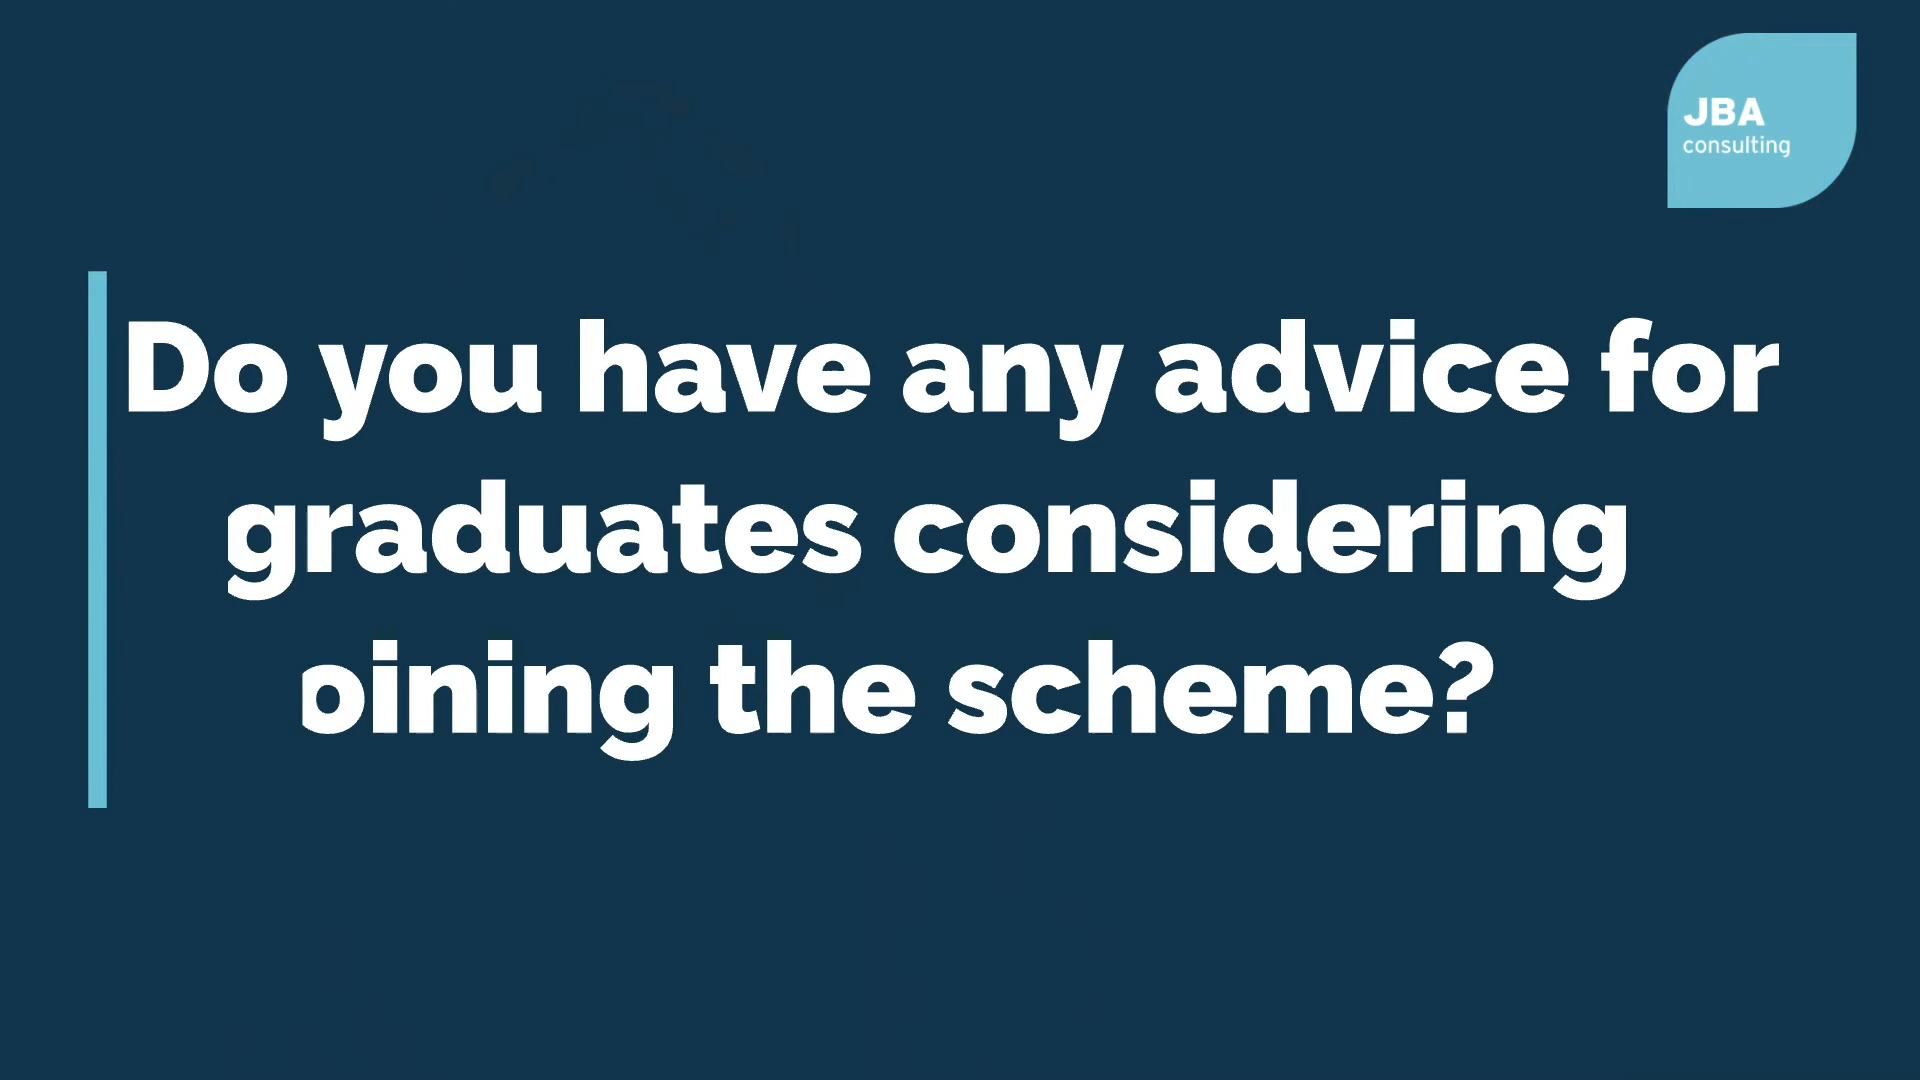 JBA
consulting
Do you have any advice for
graduates considering
oining the scheme?